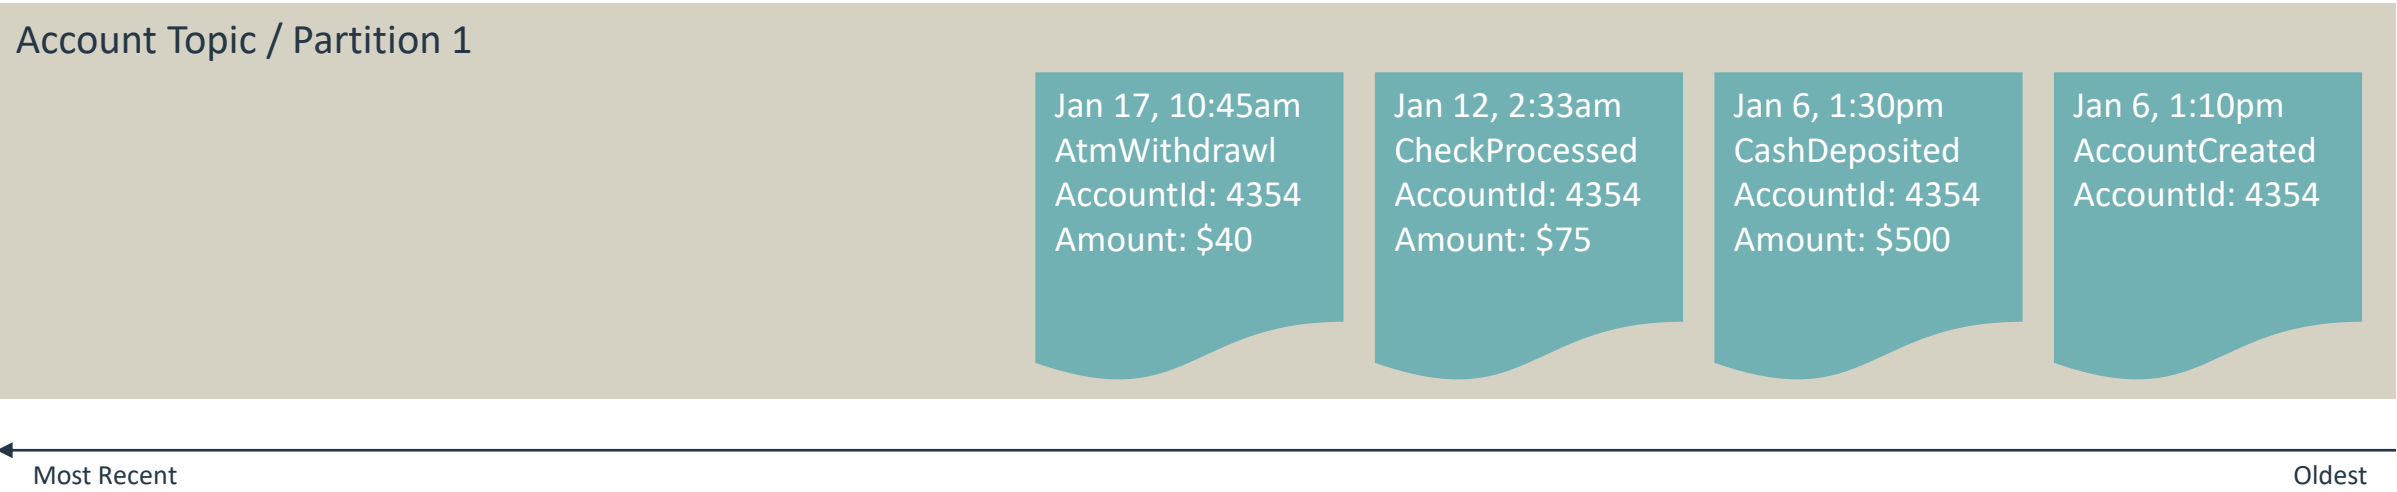 Account Topic / Partition 1
Jan 17, 10:45am
AtmWithdrawl
AccountId: 4354
Amount: $40
Jan 12, 2:33am
CheckProcessed
AccountId: 4354
Amount: $75
Jan 6, 1:30pm
CashDeposited
AccountId: 4354
Amount: $500
Jan 6, 1:10pm
AccountCreated
AccountId: 4354
Most Recent
Oldest